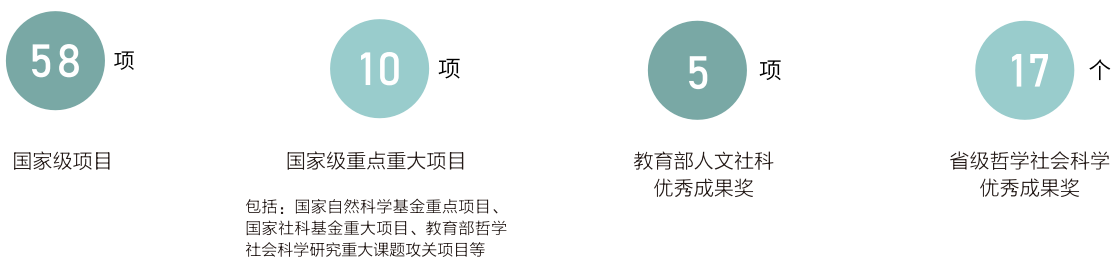 58 项
国家级项目
10 项
国家级重点重大项目
包括：国家自然科学基金重点项目、
国家社科基金重大项目、教育部哲学
社会科学研究重大课题攻关项目等
5 项
教育部人文社科
优秀成果奖
17 个
省级哲学社会科学
优秀成果奖